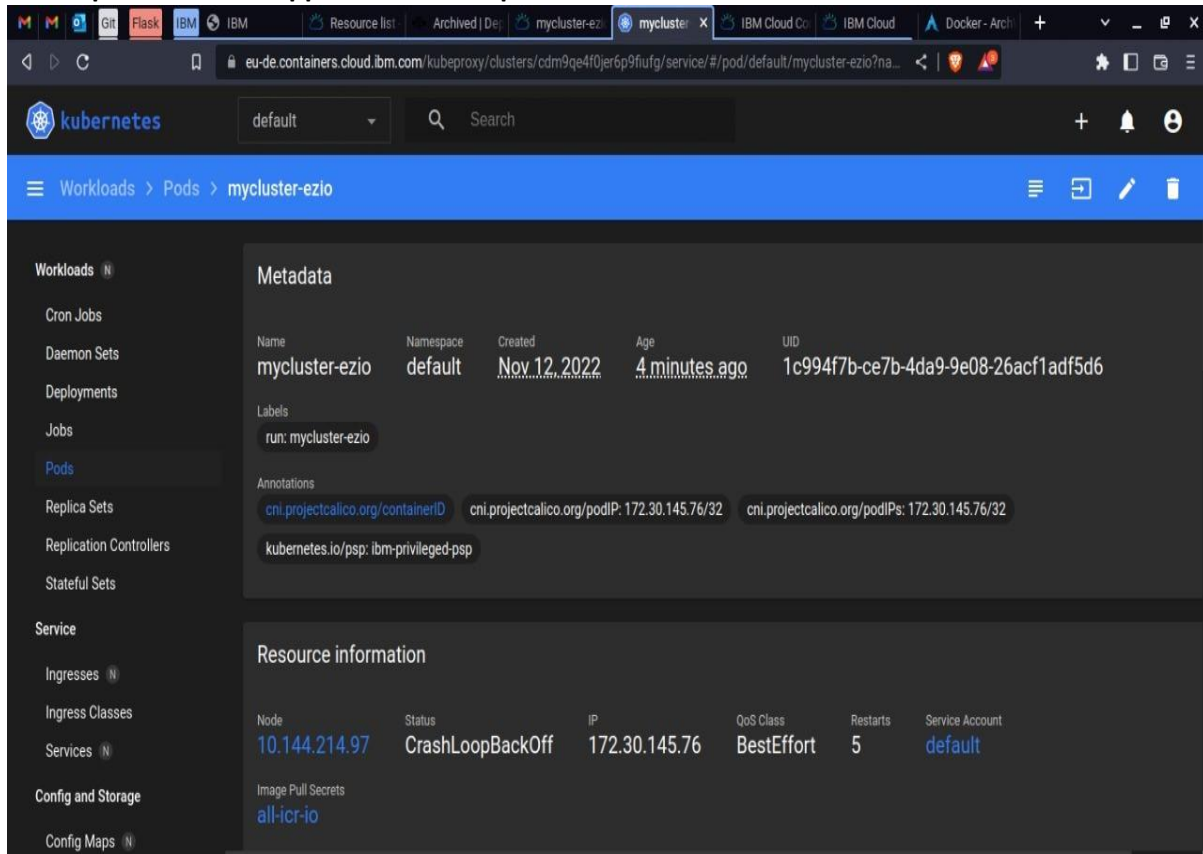 Git Flask IBM IBM Resource list Archived | Dep mycluster-ezi mycluster IBM Cloud Co IBM Cloud Docker - Arch
eu-de.containers.cloud.ibm.com/kubeproxy/clusters/cdm9qe4f0jer6p9fiufg/service/#/pod/default/mycluster-ezio?na...
kubernetes
default
Search
Workloads > Pods > mycluster-ezio
Workloads N
Cron Jobs
Daemon Sets
Deployments
Jobs
Pods
Replica Sets
Replication Controllers
Stateful Sets
Service
Ingresses N
Ingress Classes
Services N
Config and Storage
Config Maps N
Metadata
Name Namespace Created Age UID
mycluster-ezio default Nov 12, 2022 4 minutes ago 1c994f7b-ce7b-4da9-9e08-26acf1adf5d6
Labels
run: mycluster-ezio
Annotations
cni.projectcalico.org/containerID cni.projectcalico.org/podIP: 172.30.145.76/32 cni.projectcalico.org/podIPs: 172.30.145.76/32
kubernetes.io/psp: ibm-privileged-psp
Resource information
Node Status IP QoS Class Restarts Service Account
10.144.214.97 CrashLoopBackOff 172.30.145.76 BestEffort 5 default
Image Pull Secrets
all-icr-io